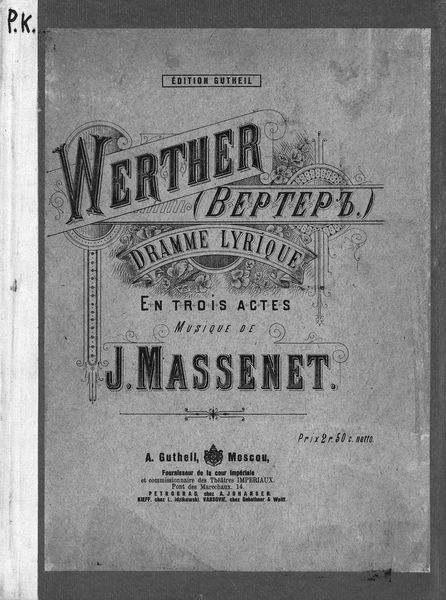 P.K.
ÉDITION GUTHEIL
WERTHER
(ВЕРТЕРЪ.)
DRAMME LYRIQUE
EN TROIS ACTES
MUSIQUE DE
J. MASSENET.
Prix 2 r. 50 c. netto.
A. Gutheil, Moscou,
Fournisseur de la cour Impériale
et commissionnaire des Théâtres IMPERIAUX.
Pont des Marechaux. 14.
PETROGRAD, chez A. JOHANSEN.
KIEFF, chez L. Idzikowski. VARSOVIE, chez Gebethner & Wolff.